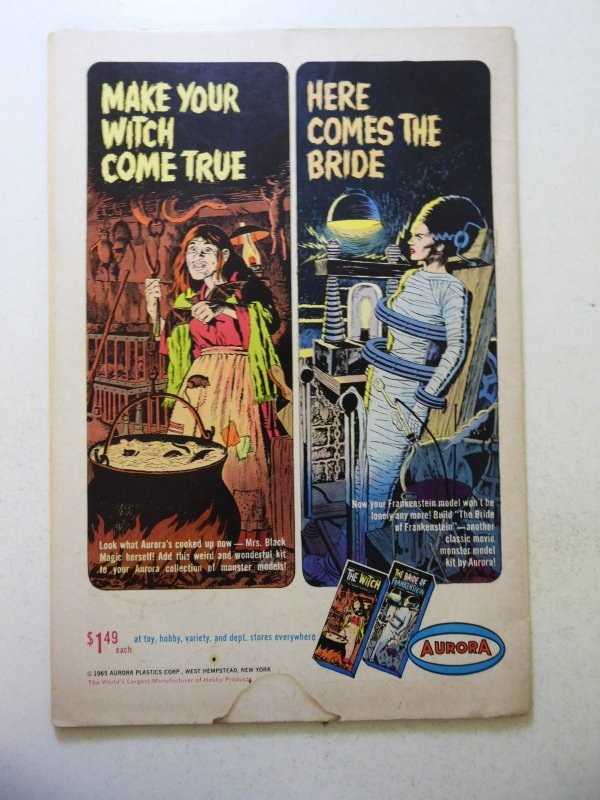 MAKE YOUR
WITCH
COME TRUE
Look what Aurora's cooked up now — Mrs. Black
Magic herself! Add this weird and wonderful kit
to your Aurora collection of monster models!
HERE
COMES THE
BRIDE
Now your Frankenstein model won't be
lonely any more! Build "The Bride
of Frankenstein"—another
classic movie
monster model
kit by Aurora!
THE WITCH
THE BRIDE OF
FRANKENSTEIN
$1.49 each
at toy, hobby, variety, and dept. stores everywhere
AURORA
© 1965 AURORA PLASTICS CORP., WEST HEMPSTEAD, NEW YORK
The World's Largest Manufacturer of Hobby Products